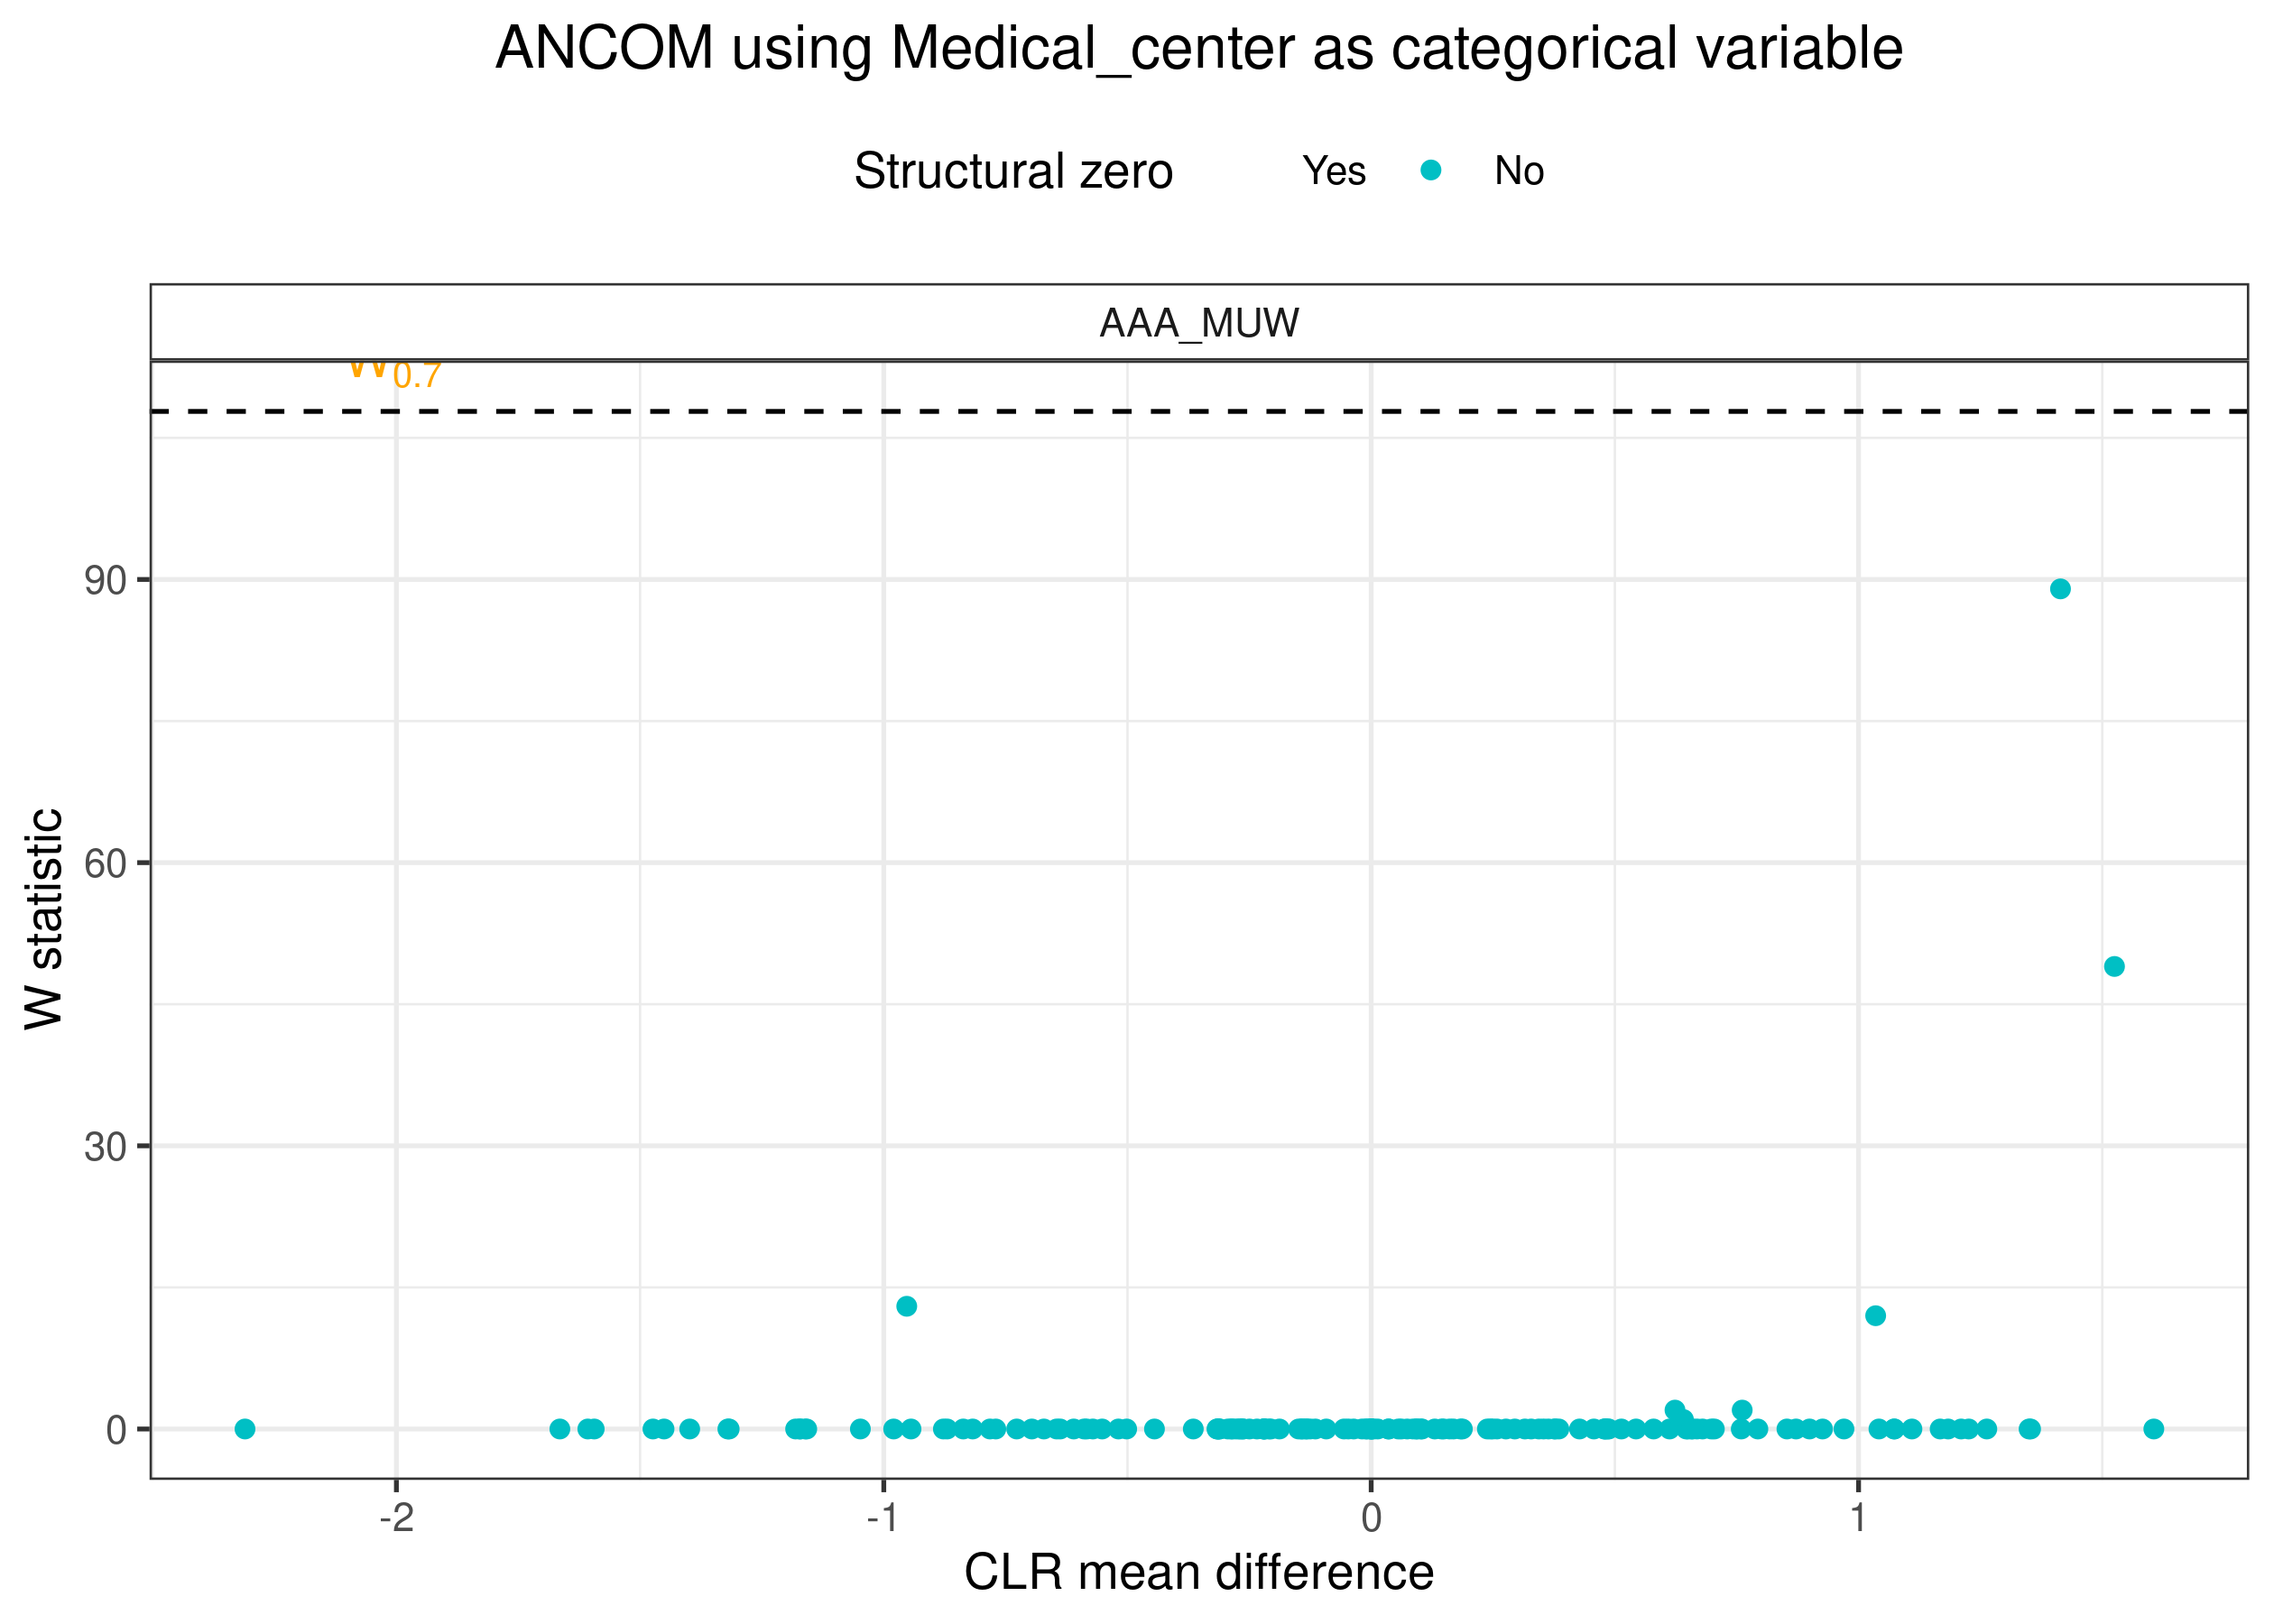 ANCOM using Medical_center as categorical variable
Structural zero Yes No
AAA_MUW
W0.7
90
60
30
0
W statistic
-2 -1 0 1
CLR mean difference